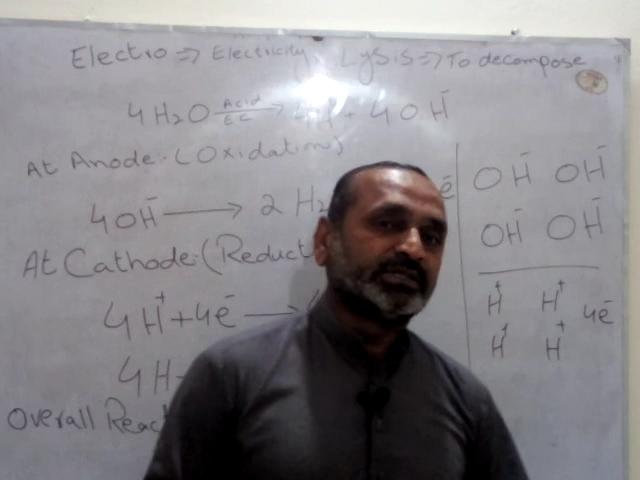 Electro ⇒ Electricity, Lysis ⇒ To decompose
4H₂O —Acid/EC→ 4H + 4OH⁻
At Anode: (Oxidation)
4OH⁻ → 2H₂ e⁻
At Cathode: (Reduct
4H⁺ + 4e⁻ →
4H
Overall Reac
OH⁻ OH⁻
OH⁻ OH⁻
H⁺ H⁺ 4e⁻
H⁺ H⁺